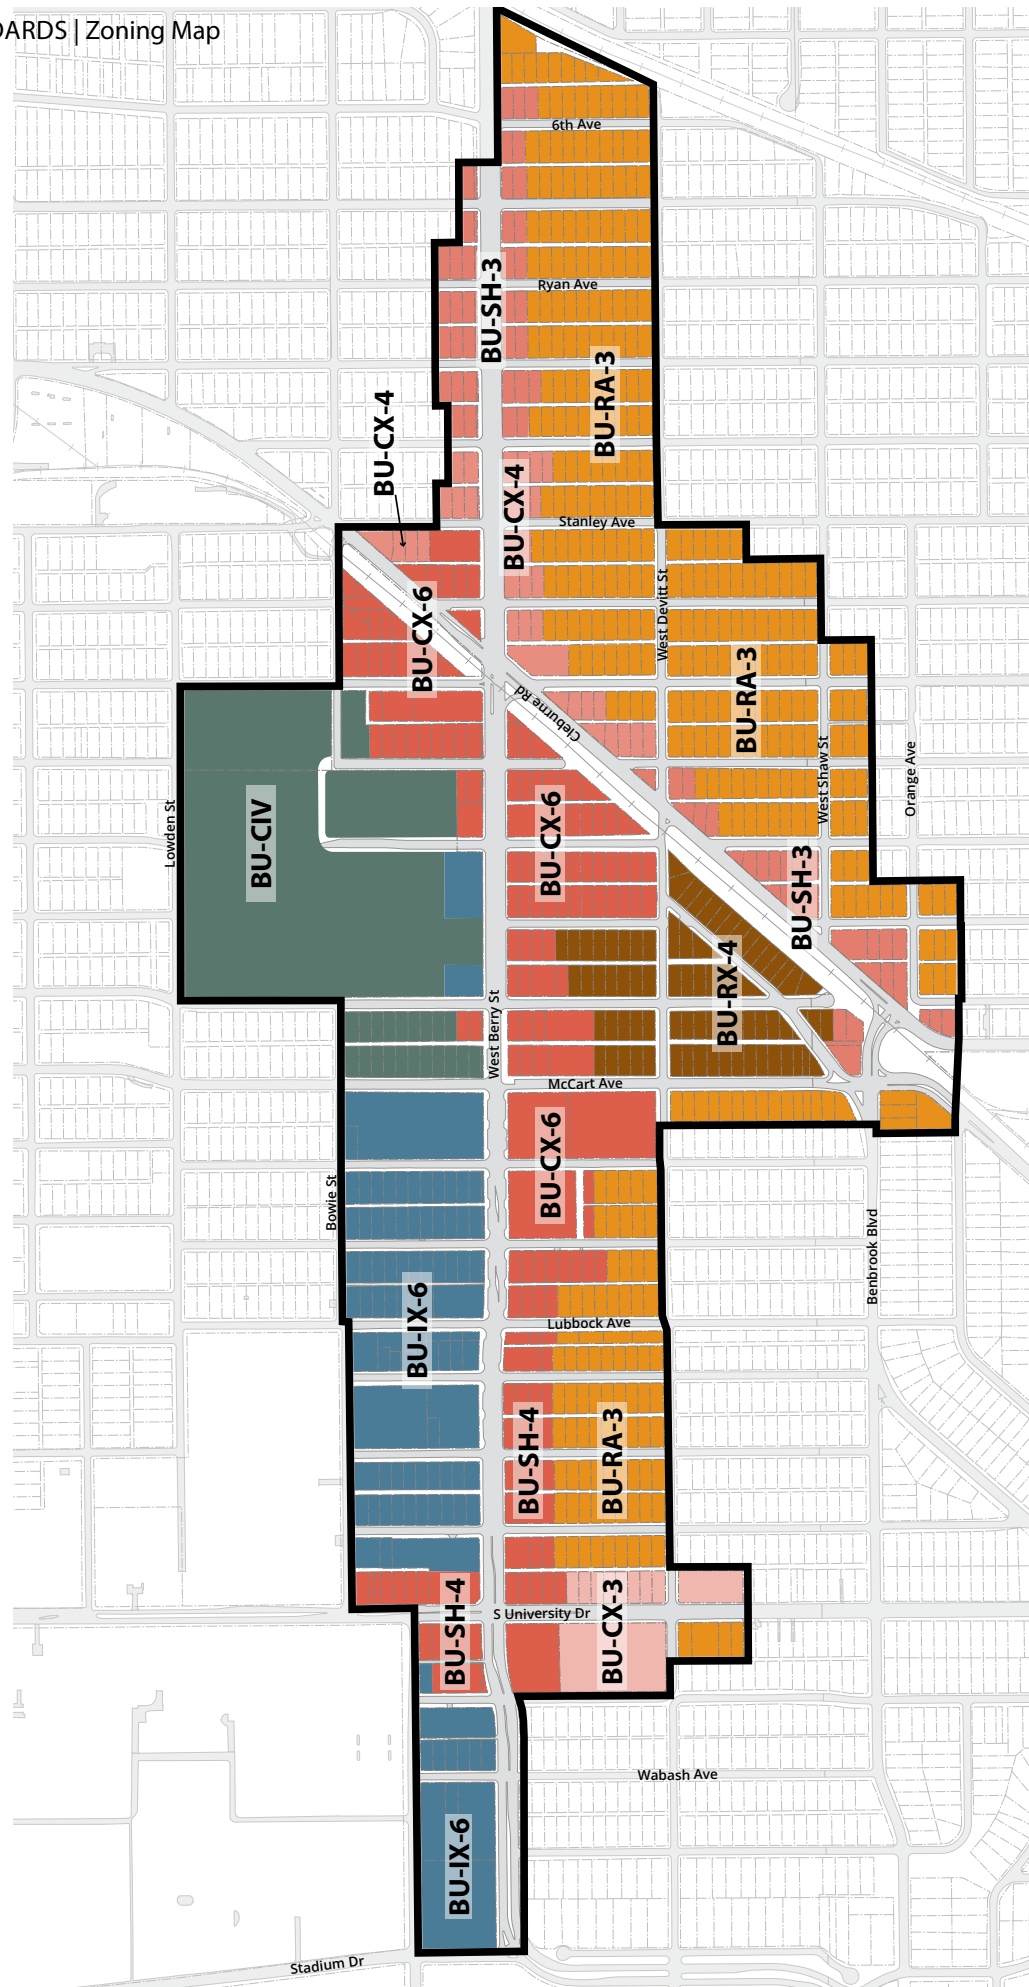 OARDS | Zoning Map
6th Ave
BU-SH-3
Ryan Ave
BU-RA-3
BU-CX-4
BU-CX-4
Stanley Ave
West Devitt St
BU-CX-6
BU-RA-3
Cleburne Rd
West Shaw St
Orange Ave
Lowden St
BU-CIV
BU-CX-6
BU-SH-3
BU-RX-4
West Berry St
McCart Ave
BU-CX-6
Bowie St
Benbrook Blvd
BU-IX-6
Lubbock Ave
BU-SH-4
BU-RA-3
BU-SH-4
S University Dr
BU-CX-3
Wabash Ave
BU-IX-6
Stadium Dr